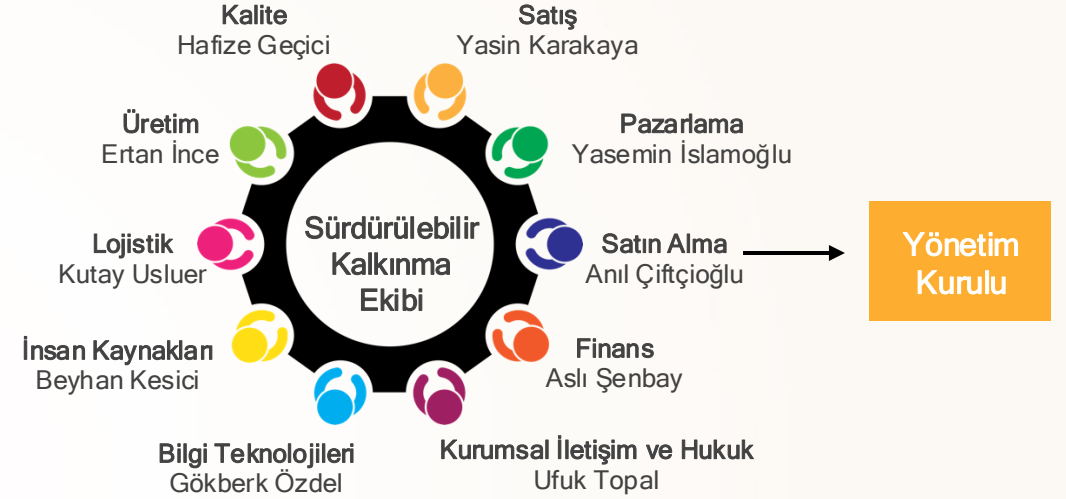 Kalite
Hafize Geçici
Satış
Yasin Karakaya
Üretim
Ertan İnce
Pazarlama
Yasemin İslamoğlu
Lojistik
Kutay Usluer
Sürdürülebilir
Kalkınma
Ekibi
Satın Alma
Anıl Çiftçioğlu
Yönetim
Kurulu
İnsan Kaynakları
Beyhan Kesici
Finans
Aslı Şenbay
Bilgi Teknolojileri
Gökberk Özdel
Kurumsal İletişim ve Hukuk
Ufuk Topal